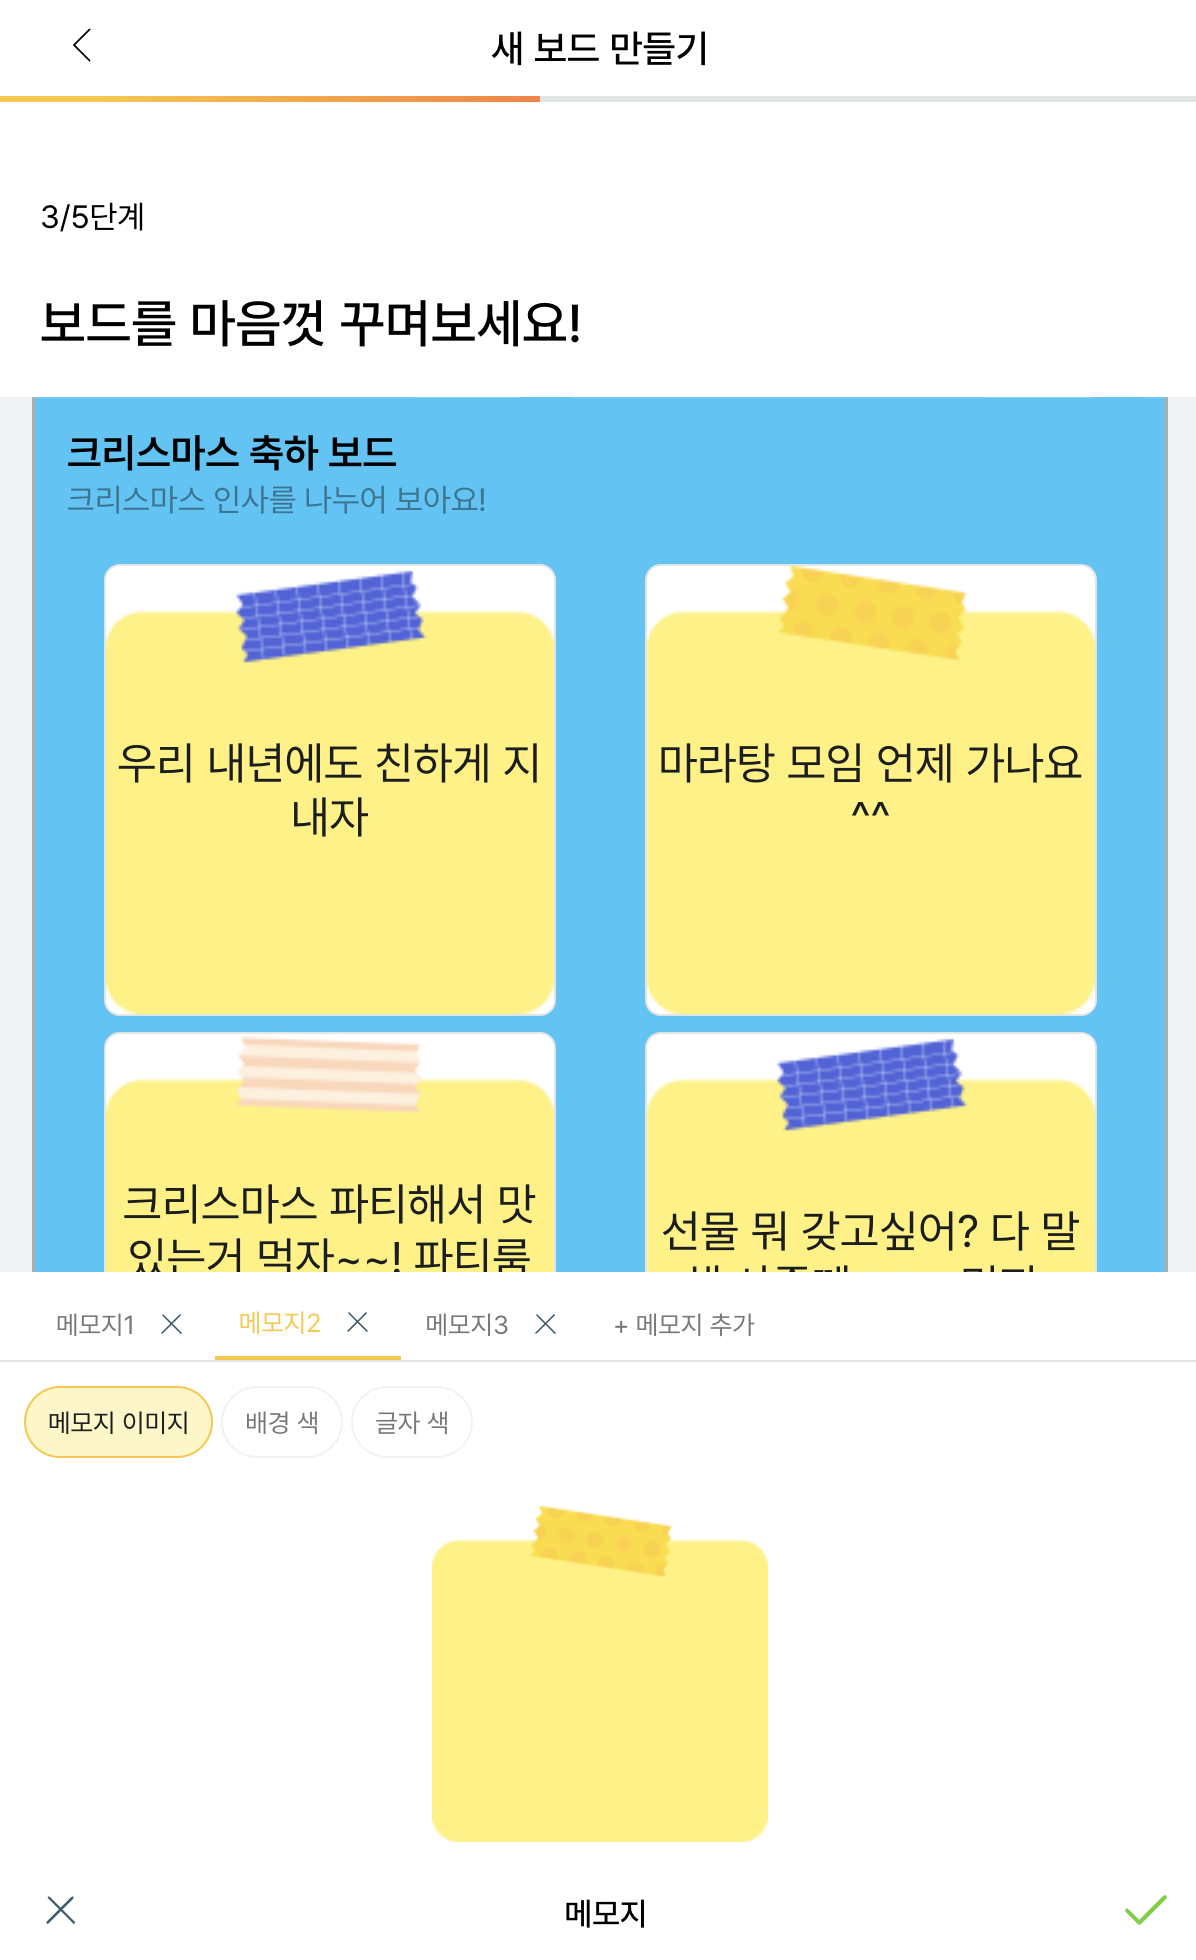 새 보드 만들기
3/5단계
보드를 마음껏 꾸며보세요!
크리스마스 축하 보드
크리스마스 인사를 나누어 보아요!
우리 내년에도 친하게 지
내자
마라탕 모임 언제 가나요
^^
크리스마스 파티해서 맛
있는거 먹자~~! 파티룸
선물 뭐 갖고싶어? 다 말
메모지1
메모지2
메모지3
+ 메모지 추가
메모지 이미지
배경 색
글자 색
메모지